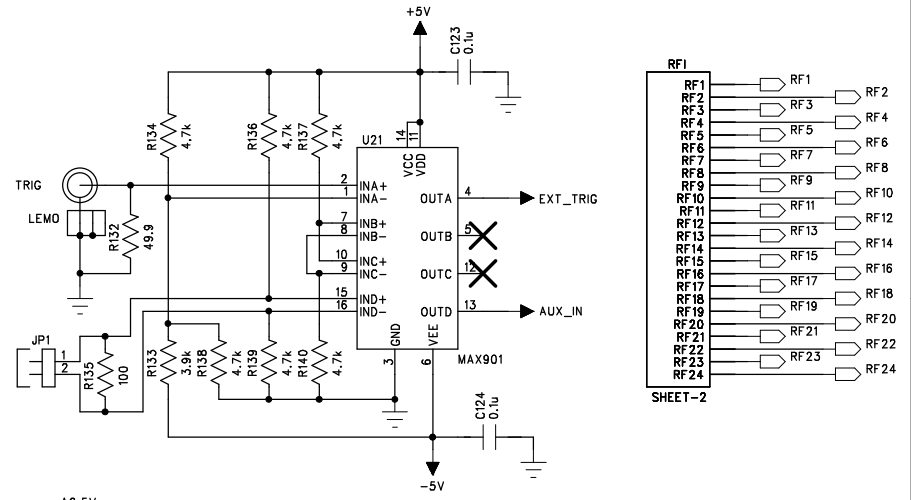 +5V
C123
0.1u
R134
4.7k
R136
4.7k
R137
4.7k
U21
14
11
VCC
VDD
TRIG
LEMO
R132
49.9
2
INA+
1
INA-
OUTA
4
EXT_TRIG
7
INB+
8
INB-
OUTB
5
10
INC+
9
INC-
OUTC
12
15
IND+
16
IND-
OUTD
13
AUX_IN
GND
VEE
3
6
MAX901
JP1
1
2
R135
100
R133
3.9k
R138
4.7k
R139
4.7k
R140
4.7k
C124
0.1u
-5V
RF1
RF1 RF1
RF2 RF2
RF3 RF3
RF4 RF4
RF5 RF5
RF6 RF6
RF7 RF7
RF8 RF8
RF9 RF9
RF10 RF10
RF11 RF11
RF12 RF12
RF13 RF13
RF14 RF14
RF15 RF15
RF16 RF16
RF17 RF17
RF18 RF18
RF19 RF19
RF20 RF20
RF21 RF21
RF22 RF22
RF23 RF23
RF24 RF24
SHEET-2